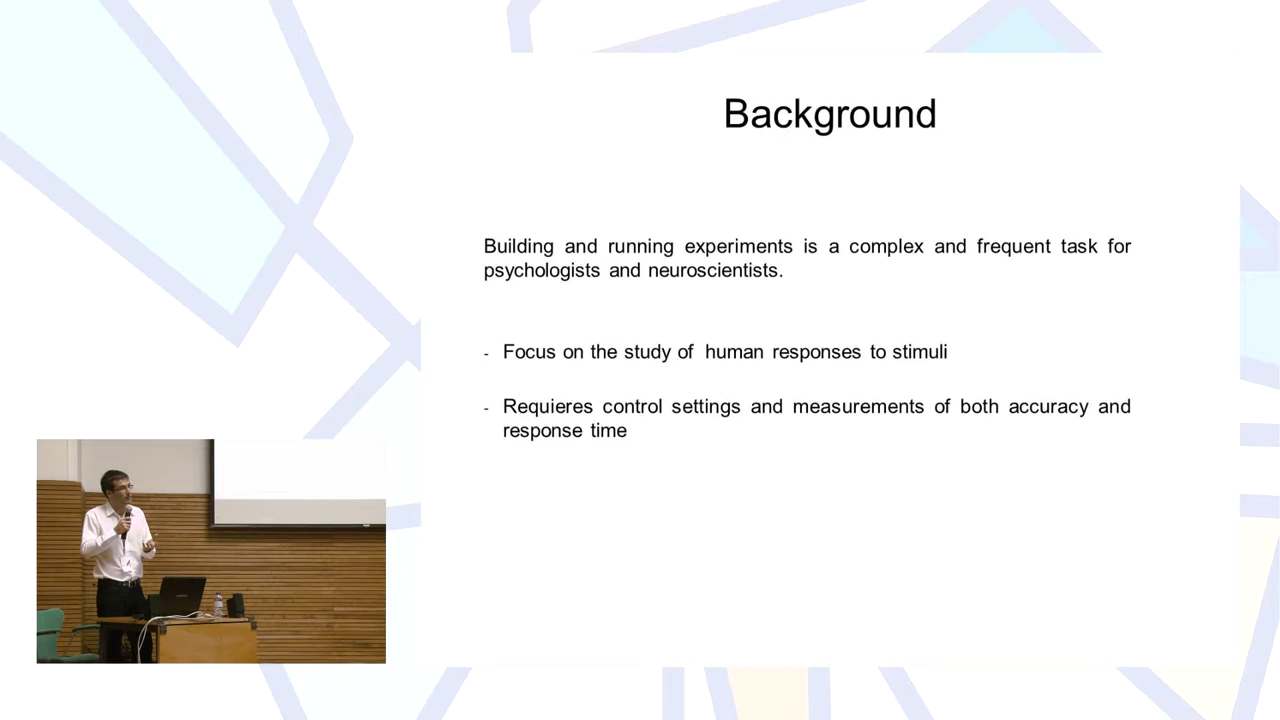 Background
Building and running experiments is a complex and frequent task for
psychologists and neuroscientists.
- Focus on the study of human responses to stimuli
- Requieres control settings and measurements of both accuracy and
response time